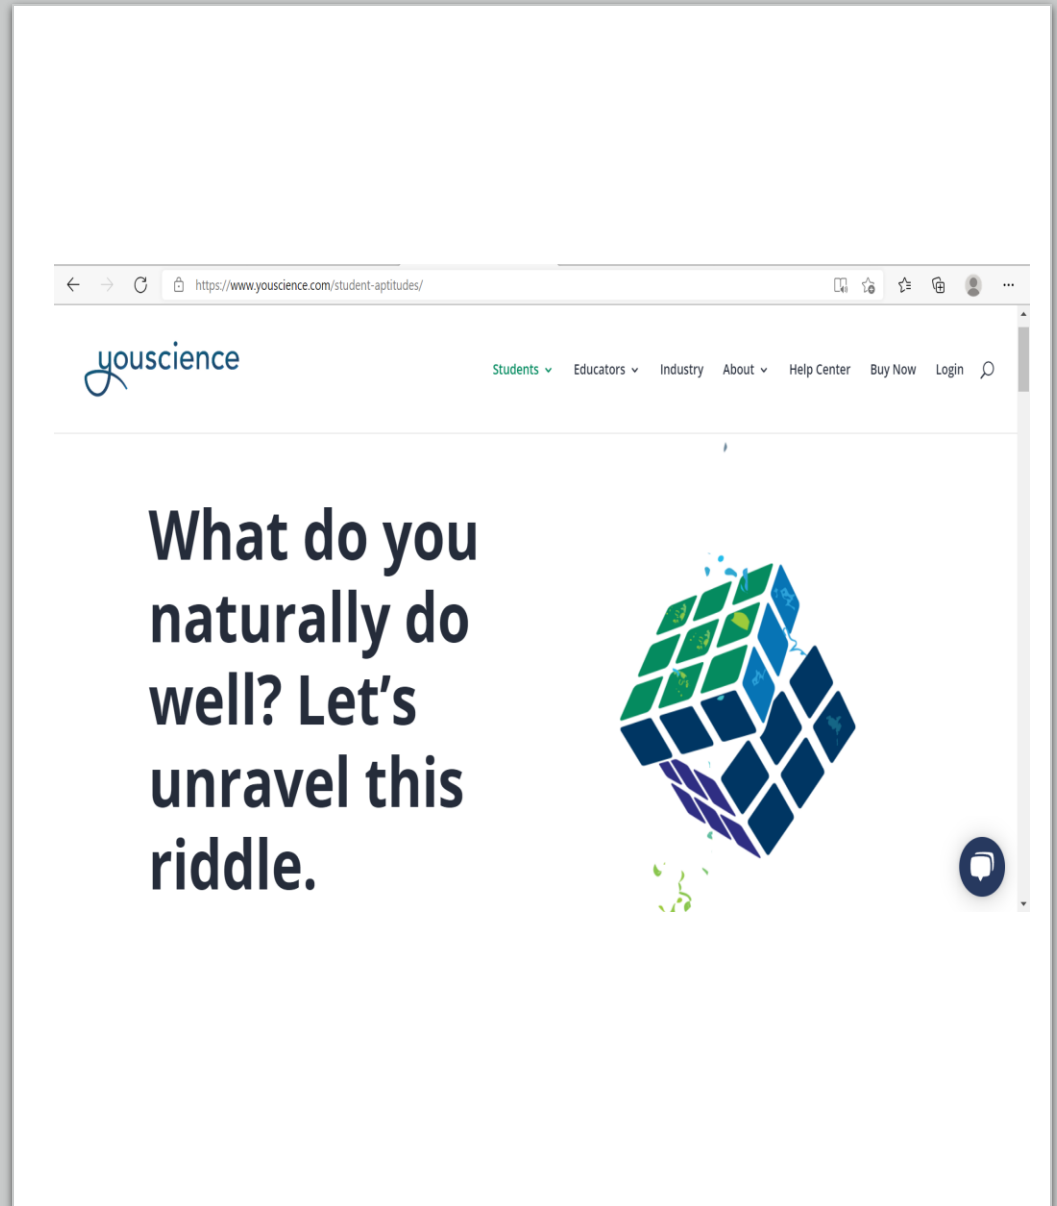 https://www.youscience.com/student-aptitudes/
youscience
Students Educators Industry About Help Center Buy Now Login
What do you
naturally do
well? Let’s
unravel this
riddle.